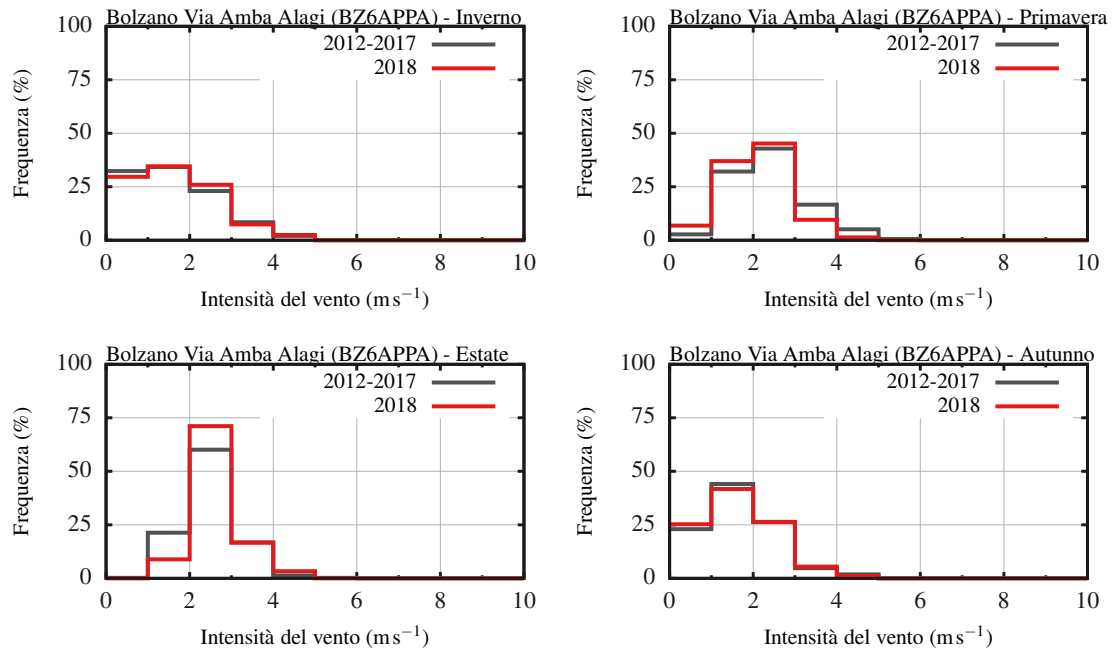 Bolzano Via Amba Alagi (BZ6APPA) - Inverno
2012-2017
2018
Frequenza (%)
100
75
50
25
0
0 2 4 6 8 10
Intensità del vento (m s⁻¹)
Bolzano Via Amba Alagi (BZ6APPA) - Primavera
2012-2017
2018
Frequenza (%)
100
75
50
25
0
0 2 4 6 8 10
Intensità del vento (m s⁻¹)
Bolzano Via Amba Alagi (BZ6APPA) - Estate
2012-2017
2018
Frequenza (%)
100
75
50
25
0
0 2 4 6 8 10
Intensità del vento (m s⁻¹)
Bolzano Via Amba Alagi (BZ6APPA) - Autunno
2012-2017
2018
Frequenza (%)
100
75
50
25
0
0 2 4 6 8 10
Intensità del vento (m s⁻¹)